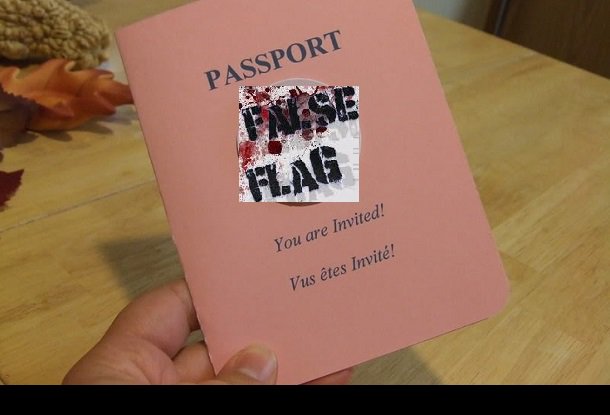 PASSPORT
FALSE
FLAG
You are Invited!
Vus êtes Invité!